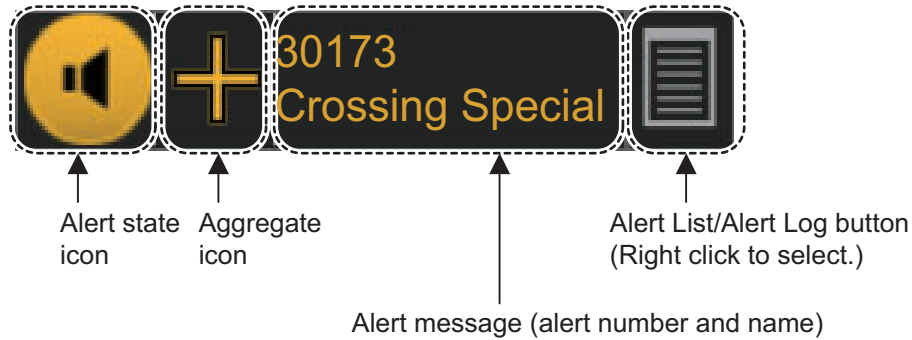 30173
Crossing Special
Alert state
icon
Aggregate
icon
Alert List/Alert Log button
(Right click to select.)
Alert message (alert number and name)